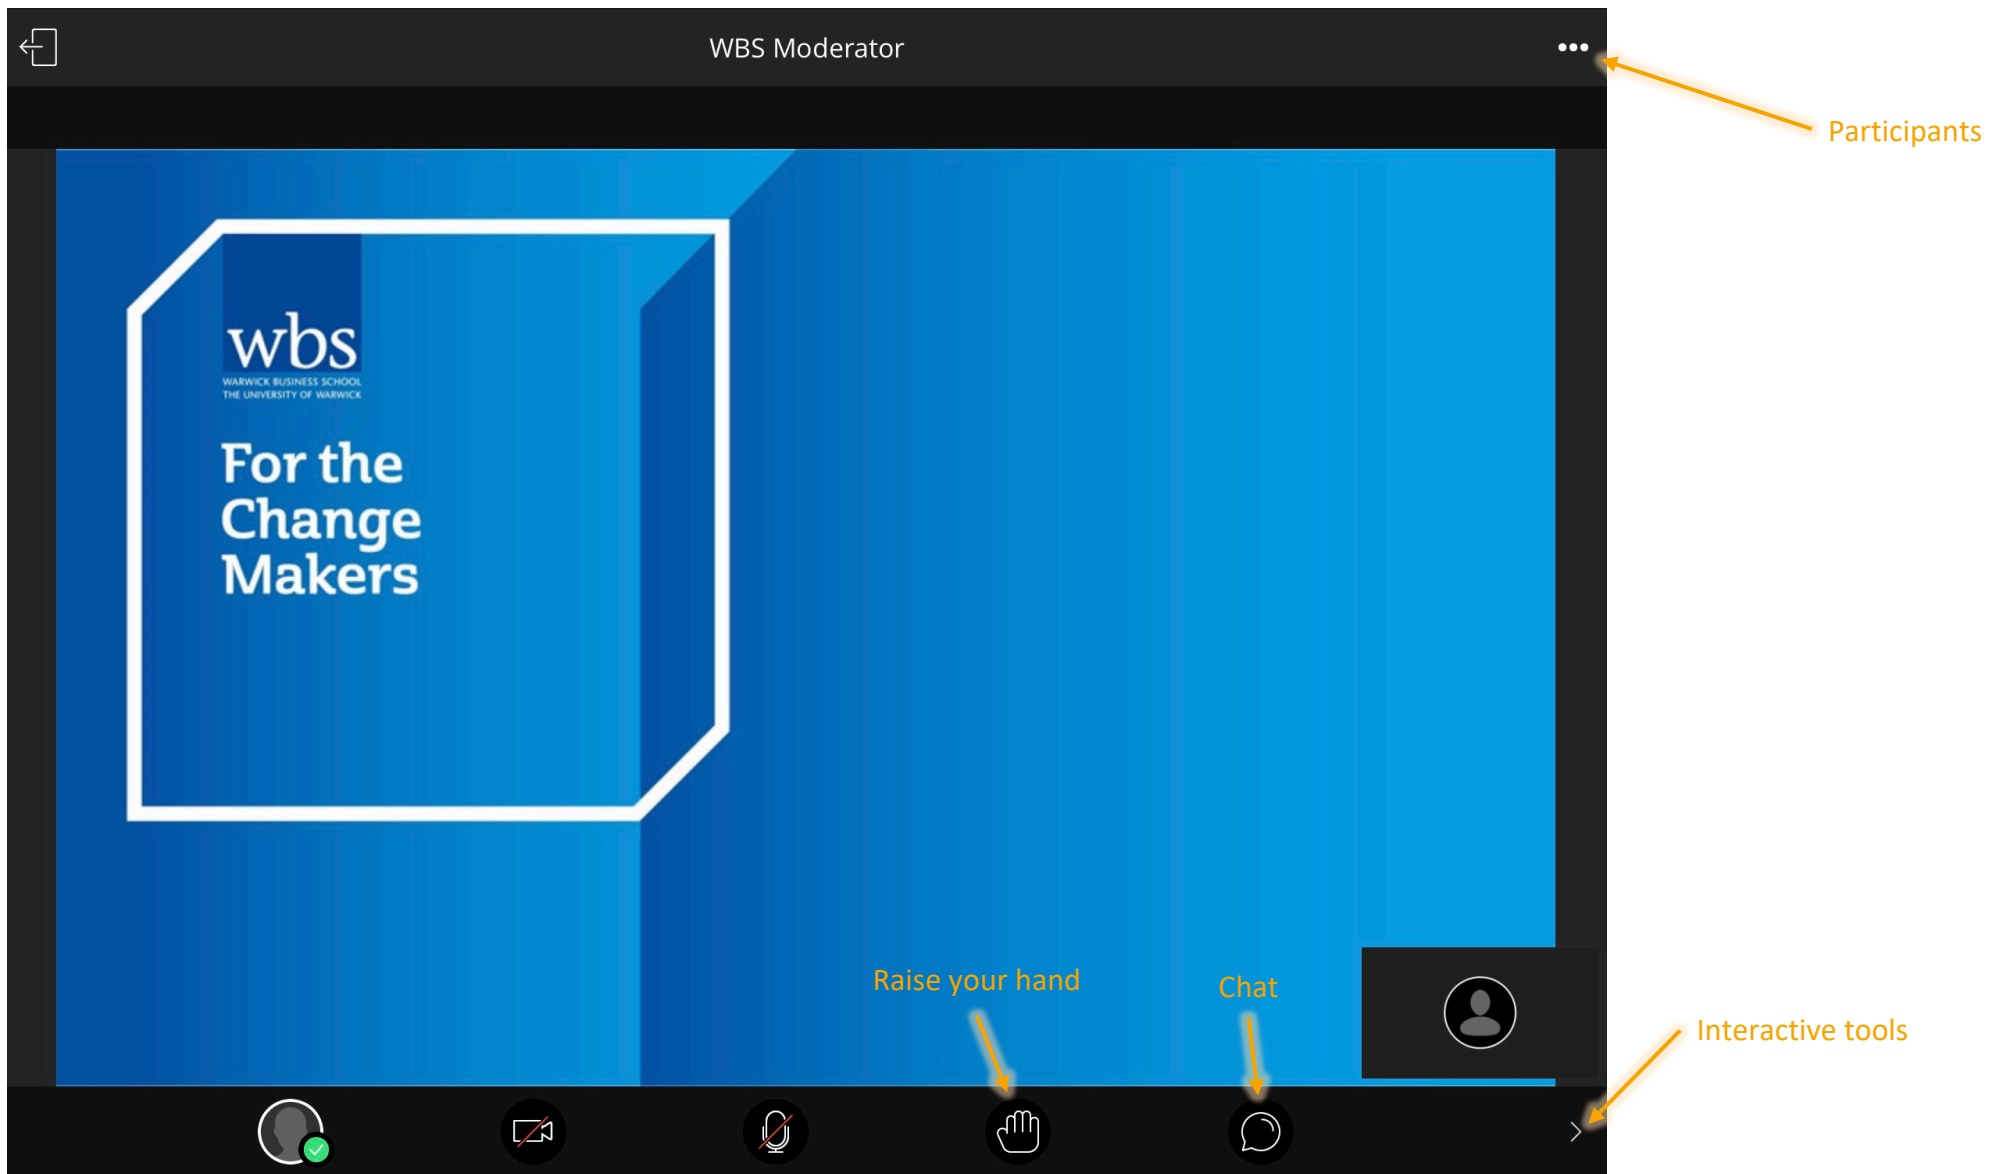 WBS Moderator
Participants
wbs
WARWICK BUSINESS SCHOOL
THE UNIVERSITY OF WARWICK
For the
Change
Makers
Raise your hand
Chat
Interactive tools